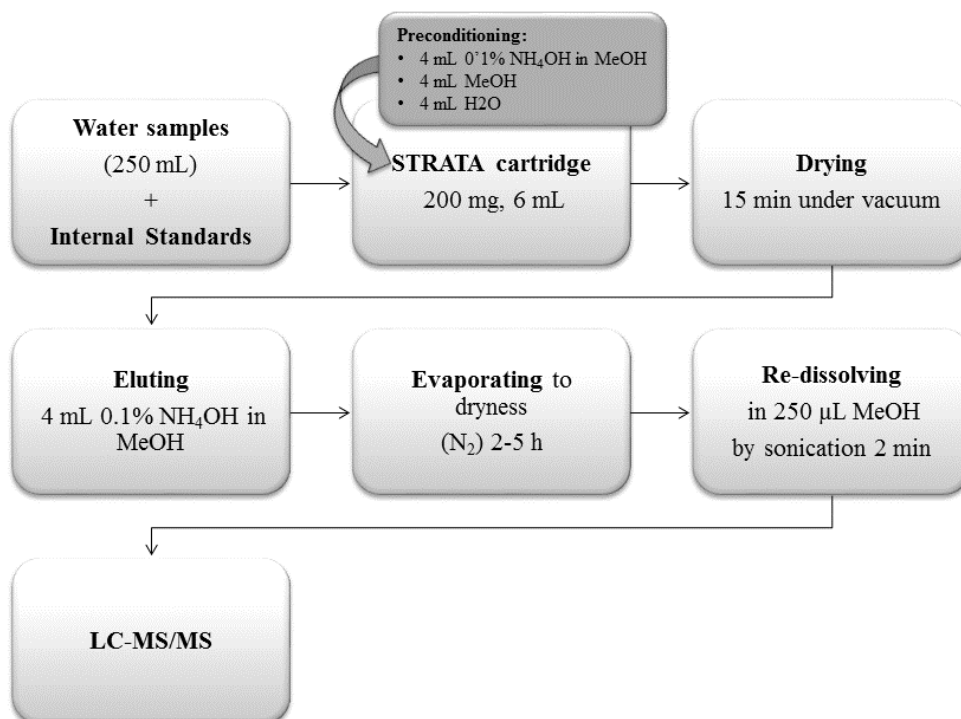 Preconditioning:
• 4 mL 0'1% NH₄OH in MeOH
• 4 mL MeOH
• 4 mL H2O
Water samples
(250 mL)
+
Internal Standards
STRATA cartridge
200 mg, 6 mL
Drying
15 min under vacuum
Eluting
4 mL 0.1% NH₄OH in
MeOH
Evaporating to
dryness
(N₂) 2-5 h
Re-dissolving
in 250 µL MeOH
by sonication 2 min
LC-MS/MS